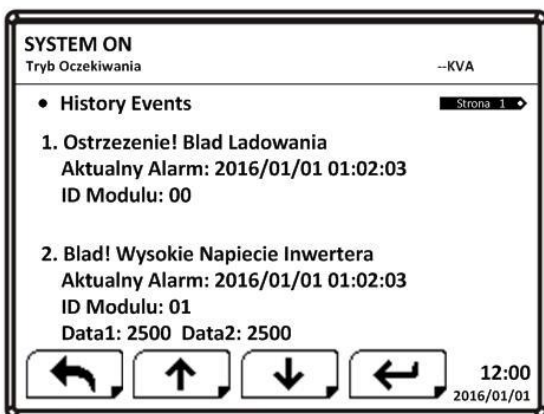 SYSTEM ON
Tryb Oczekiwania
--KVA
• History Events
Strona 1
1. Ostrzezenie! Blad Ladowania
Aktualny Alarm: 2016/01/01 01:02:03
ID Modulu: 00
2. Blad! Wysokie Napiecie Inwertera
Aktualny Alarm: 2016/01/01 01:02:03
ID Modulu: 01
Data1: 2500 Data2: 2500
12:00
2016/01/01